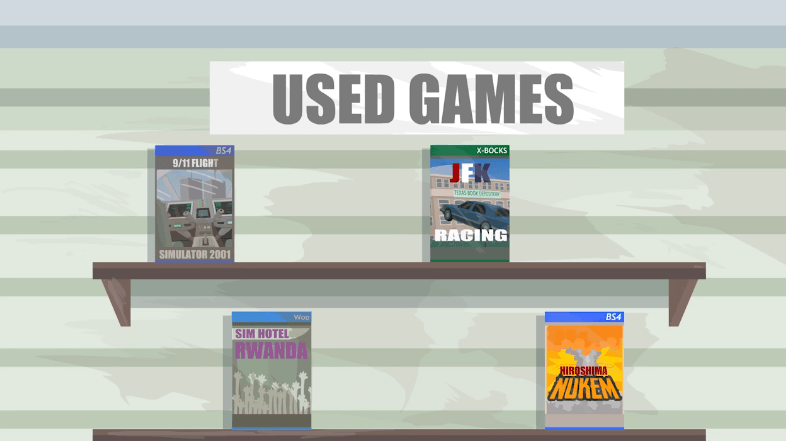 USED GAMES
BS4
9/11 FLIGHT
SIMULATOR 2001
X-BOCKS
JFK
TEXAS BOOK DEPOSITORY
RACING
Woo
SIM HOTEL
RWANDA
BS4
HIROSHIMA
NUKEM